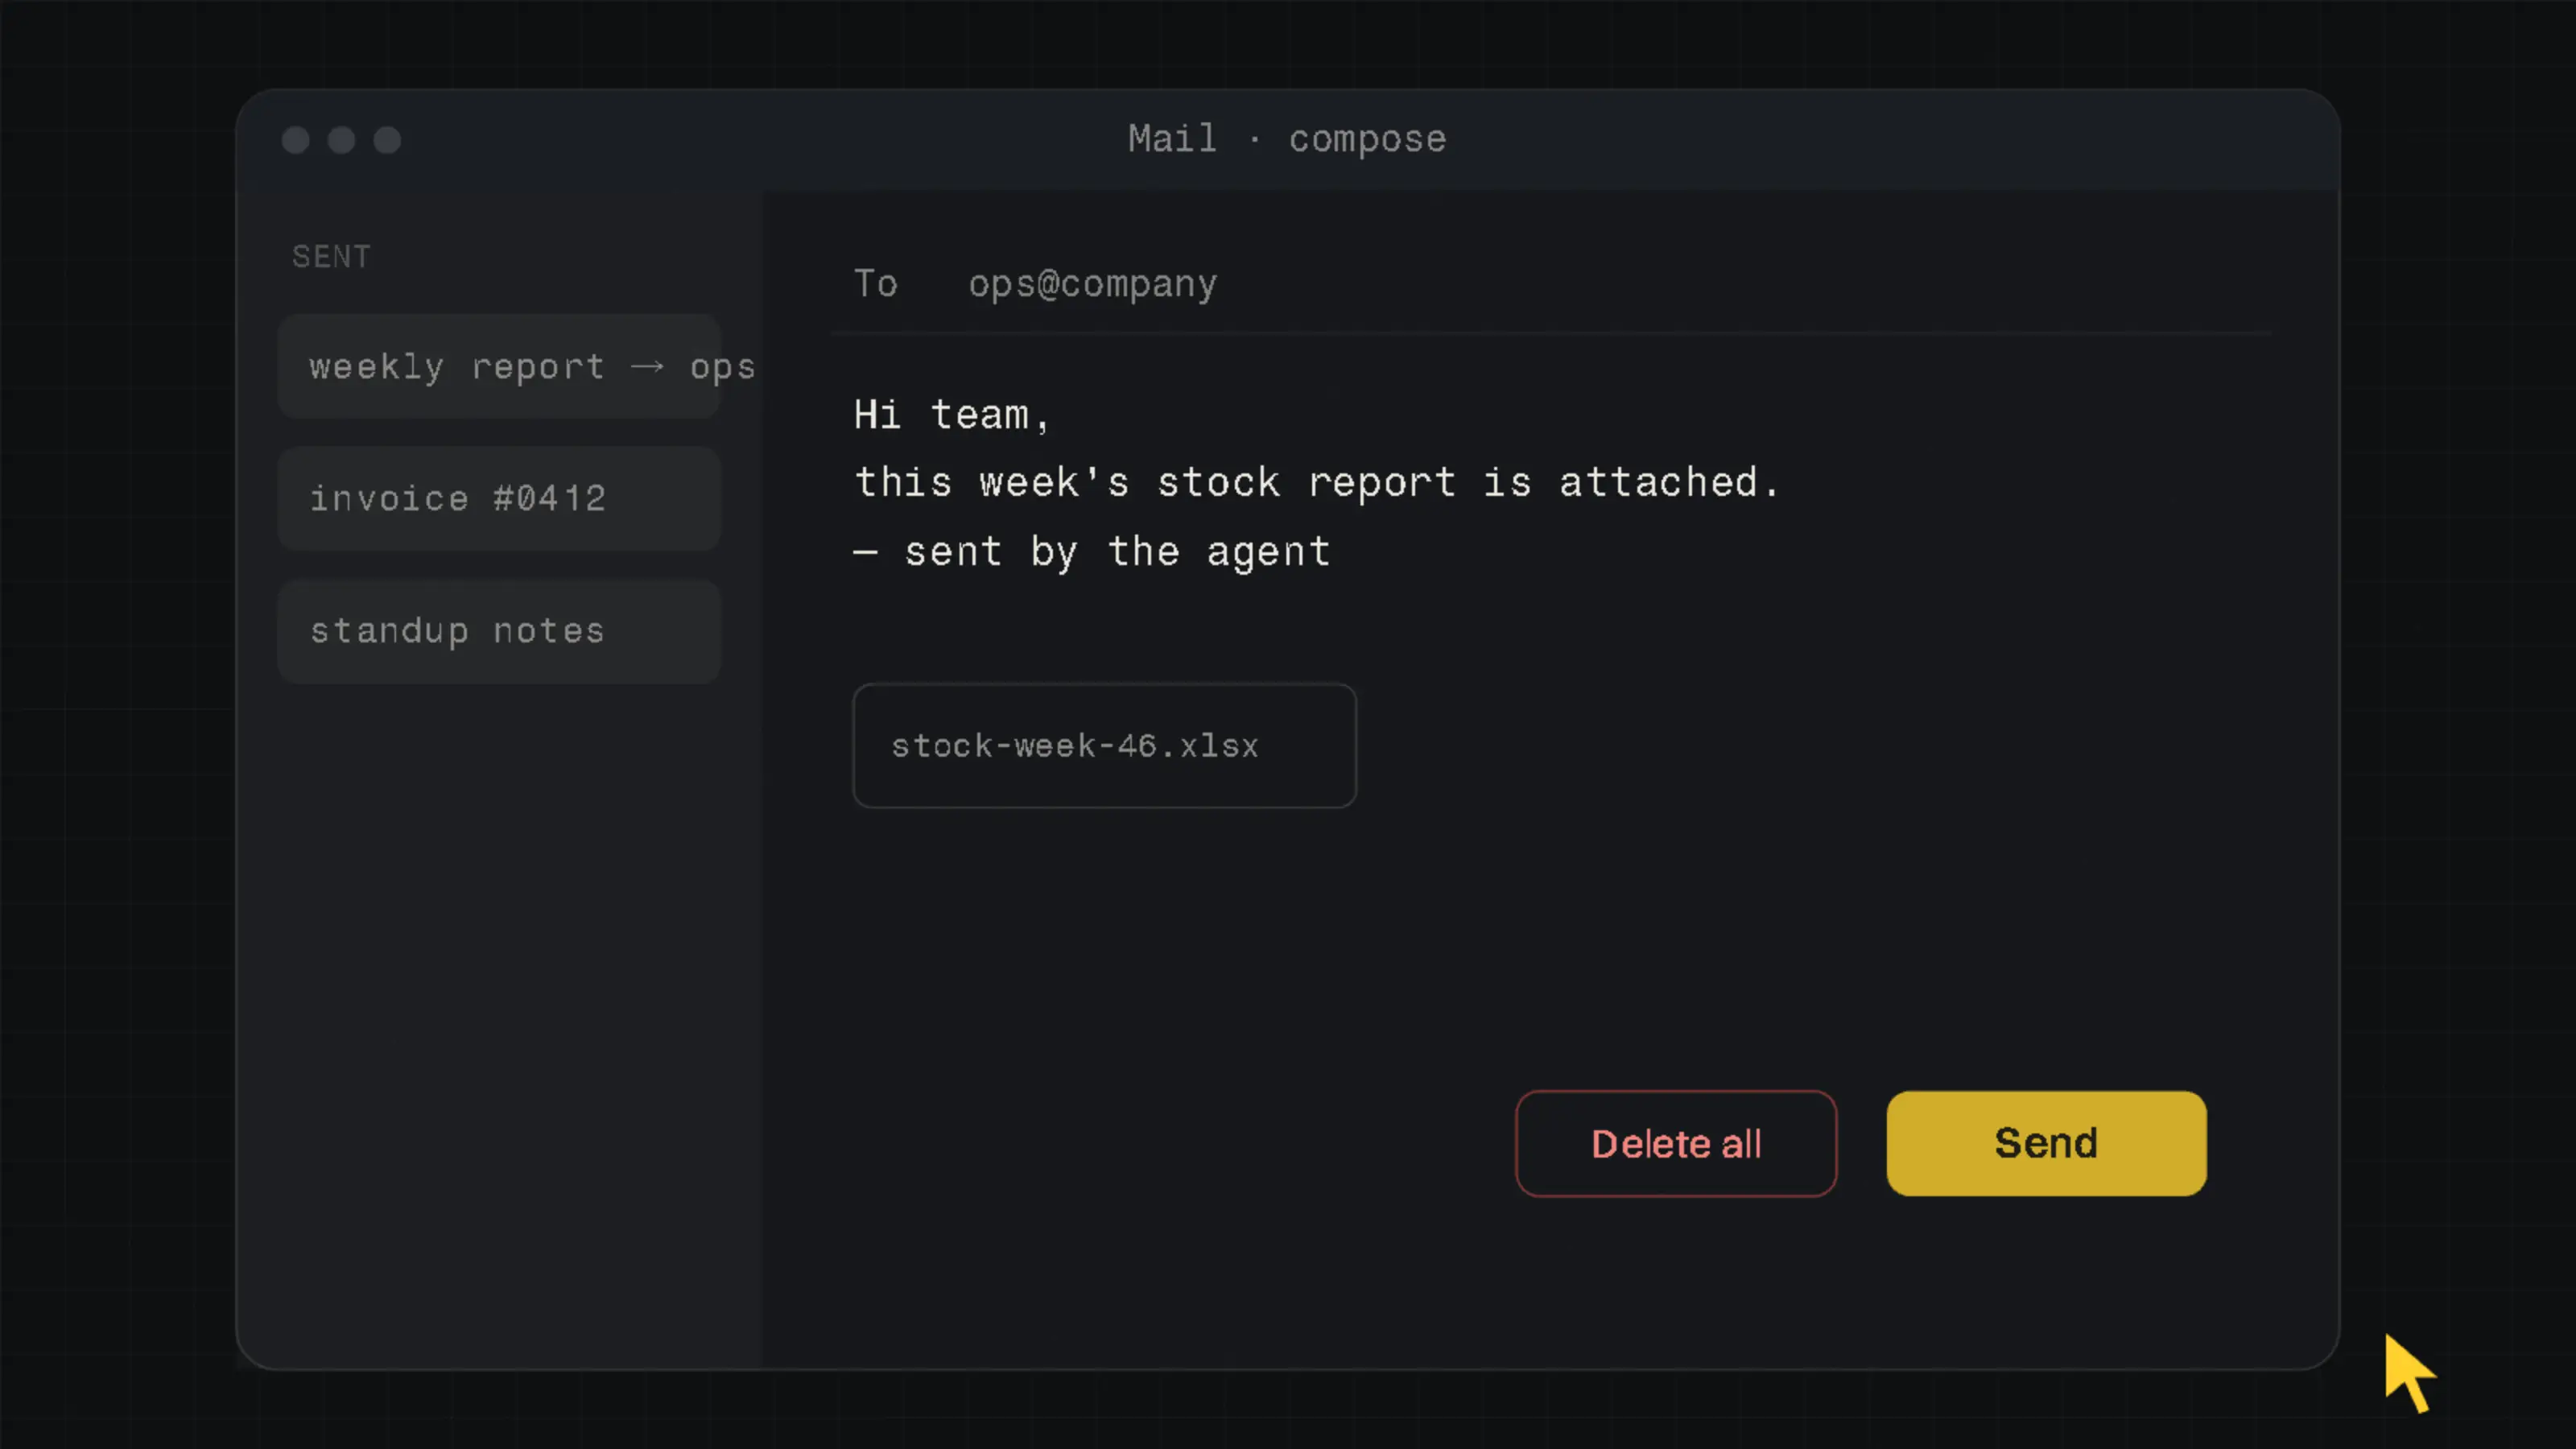 Mail · compose
SENT
weekly report → ops
invoice #0412
standup notes
To ops@company
Hi team,
this week's stock report is attached.
— sent by the agent
stock-week-46.xlsx
Delete all
Send